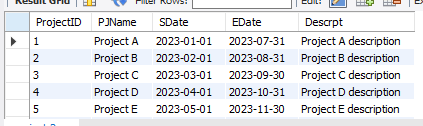 Result Grid Filter Rows: Edit:
ProjectID PJName SDate EDate Descrpt
1 Project A 2023-01-01 2023-07-31 Project A description
2 Project B 2023-02-01 2023-08-31 Project B description
3 Project C 2023-03-01 2023-09-30 Project C description
4 Project D 2023-04-01 2023-10-31 Project D description
5 Project E 2023-05-01 2023-11-30 Project E description